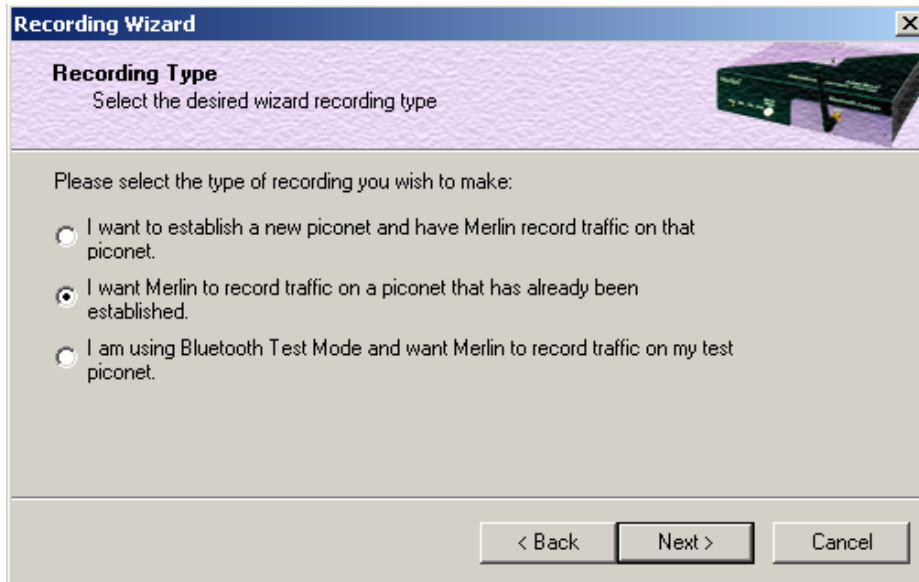 Recording Wizard
Recording Type
Select the desired wizard recording type
Please select the type of recording you wish to make:
I want to establish a new piconet and have Merlin record traffic on that
piconet.
I want Merlin to record traffic on a piconet that has already been
established.
I am using Bluetooth Test Mode and want Merlin to record traffic on my test
piconet.
< Back Next > Cancel